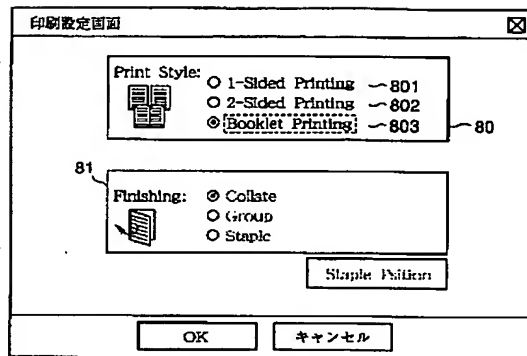 印刷設定画面
Print Style:
1-Sided Printing 801
2-Sided Printing 802
Booklet Printing 803
80
81
Finishing:
Collate
Group
Staple
Staple Psition
OK
キャンセル